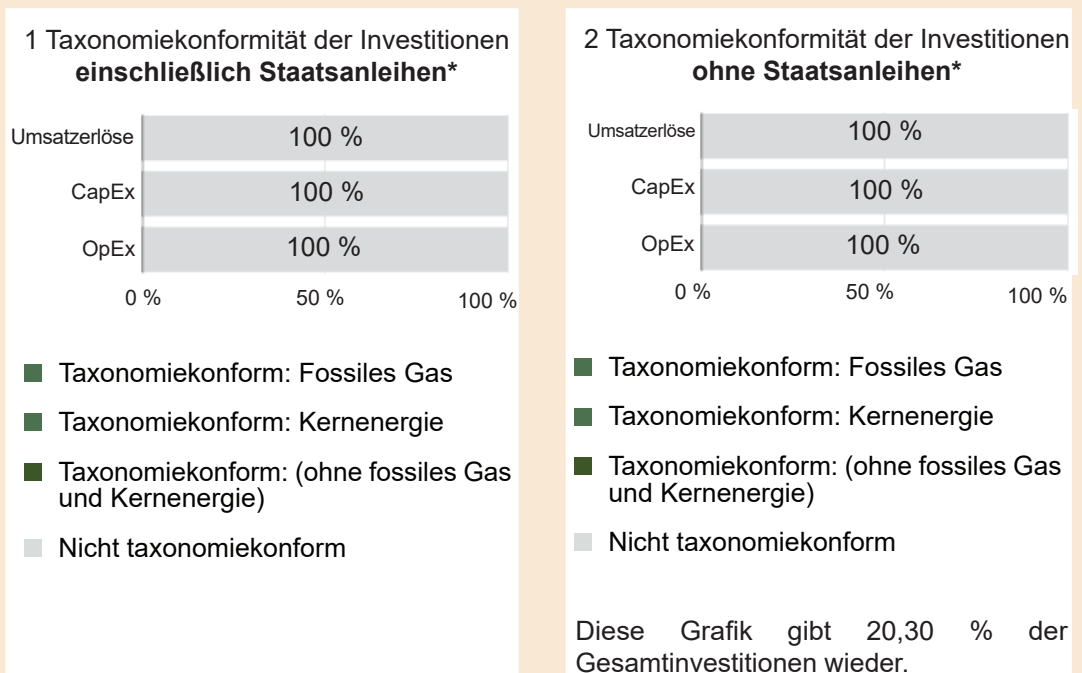 1 Taxonomiekonformität der Investitionen
einschließlich Staatsanleihen*
Umsatzerlöse 100 %
CapEx 100 %
OpEx 100 %
0 % 50 % 100 %
Taxonomiekonform: Fossiles Gas
Taxonomiekonform: Kernenergie
Taxonomiekonform: (ohne fossiles Gas
und Kernenergie)
Nicht taxonomiekonform
2 Taxonomiekonformität der Investitionen
ohne Staatsanleihen*
Umsatzerlöse 100 %
CapEx 100 %
OpEx 100 %
0 % 50 % 100 %
Taxonomiekonform: Fossiles Gas
Taxonomiekonform: Kernenergie
Taxonomiekonform: (ohne fossiles Gas
und Kernenergie)
Nicht taxonomiekonform
Diese Grafik gibt 20,30 % der
Gesamtinvestitionen wieder.